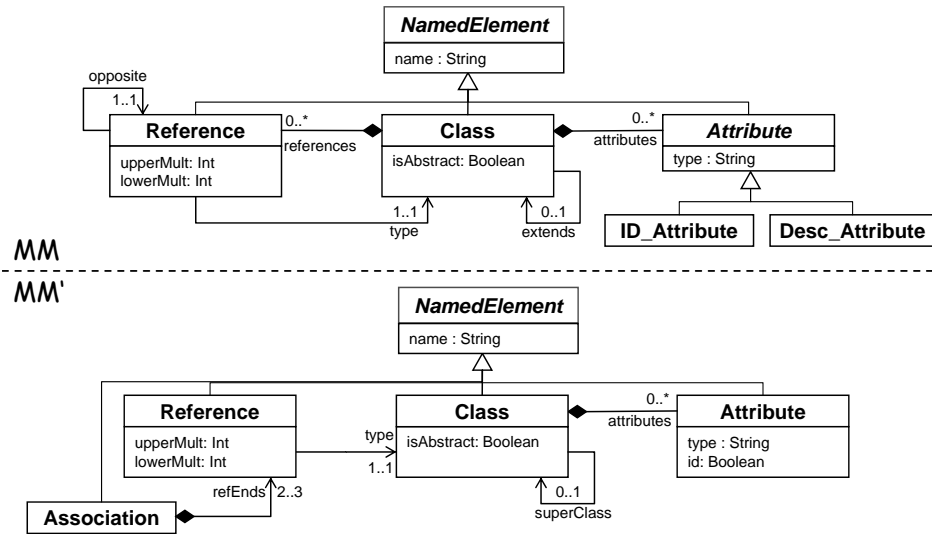 NamedElement
name : String
opposite
1..1
Reference
upperMult: Int
lowerMult: Int
0..*
references
Class
isAbstract: Boolean
0..*
attributes
Attribute
type : String
1..1
type
0..1
extends
ID_Attribute
Desc_Attribute
MM
MM'
NamedElement
name : String
Reference
upperMult: Int
lowerMult: Int
type
1..1
Class
isAbstract: Boolean
0..*
attributes
Attribute
type : String
id: Boolean
refEnds
2..3
0..1
superClass
Association